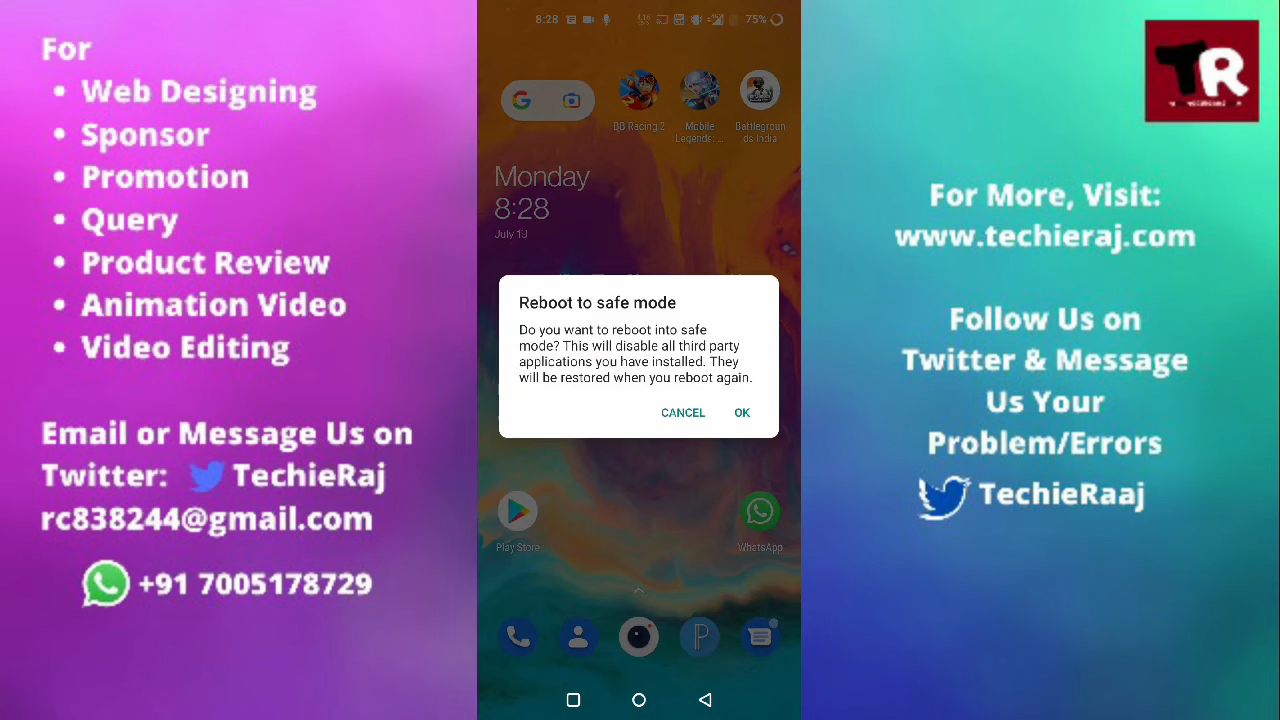 For
• Web Designing
• Sponsor
• Promotion
• Query
• Product Review
• Animation Video
• Video Editing
Email or Message Us on
Twitter: TechieRaj
rc838244@gmail.com
+91 7005178729
8:28
75%
BB Racing 2
Mobile
Legends: ...
Battlegroun
ds India
Monday
8:28
Reboot to safe mode
Do you want to reboot into safe
mode? This will disable all third party
applications you have installed. They
will be restored when you reboot again.
CANCEL OK
Play Store
WhatsApp
TR
For More, Visit:
www.techieraj.com
Follow Us on
Twitter & Message
Us Your
Problem/Errors
TechieRaaj